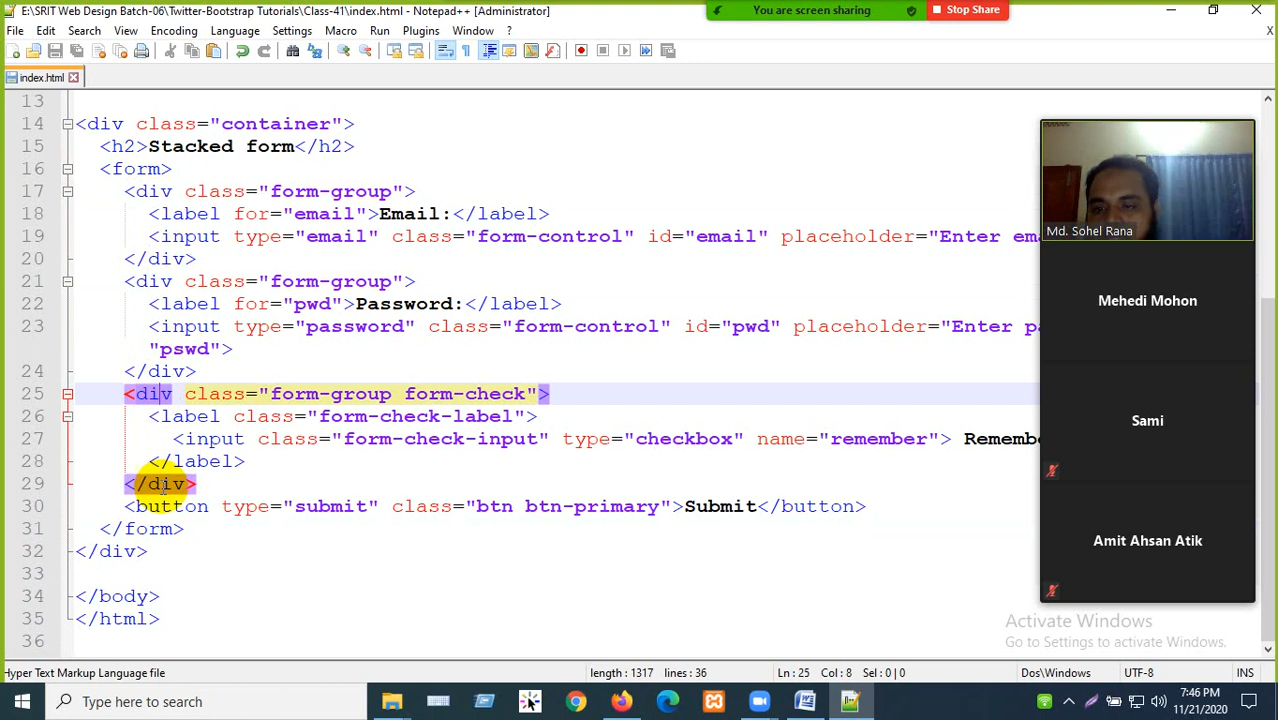 E:\SRIT Web Design Batch-06\Twitter-Bootstrap Tutorials\Class-41\index.html - Notepad++ [Administrator]
You are screen sharing
Stop Share
File Edit Search View Encoding Language Settings Macro Run Plugins Window ?
X
index.html
13
14 <div class="container">
15 <h2>Stacked form</h2>
16 <form>
17 <div class="form-group">
18 <label for="email">Email:</label>
19 <input type="email" class="form-control" id="email" placeholder="Enter
20 </div>
21 <div class="form-group">
22 <label for="pwd">Password:</label>
23 <input type="password" class="form-control" id="pwd" placeholder="Enter
"pswd">
24 </div>
25 <div class="form-group form-check">
26 <label class="form-check-label">
27 <input class="form-check-input" type="checkbox" name="remember">
28 </label>
29 </div>
30 <button type="submit" class="btn btn-primary">Submit</button>
31 </form>
32 </div>
33
34 </body>
35 </html>
36
Md. Sohel Rana
Mehedi Mohon
Sami
Amit Ahsan Atik
Activate Windows
Go to Settings to activate Windows.
Hyper Text Markup Language file
length : 1317 lines : 36
Ln : 25 Col : 8 Sel : 0 | 0
Dos\Windows
UTF-8
INS
Type here to search
7:46 PM
11/21/2020